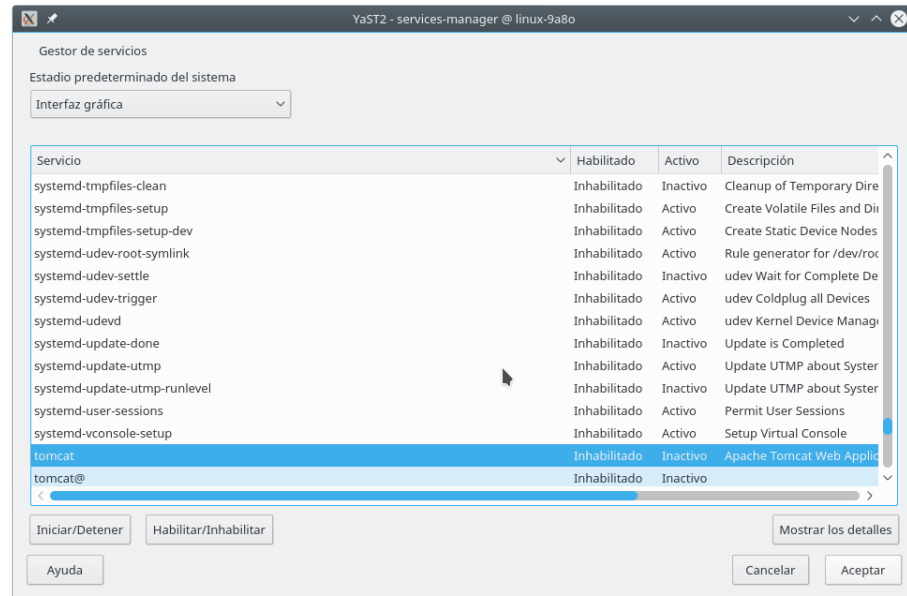 YaST2 - services-manager @ linux-9a8o
Gestor de servicios
Estadio predeterminado del sistema
Interfaz gráfica
Servicio Habilitado Activo Descripción
systemd-tmpfiles-clean Inhabilitado Inactivo Cleanup of Temporary Dire
systemd-tmpfiles-setup Inhabilitado Activo Create Volatile Files and Dir
systemd-tmpfiles-setup-dev Inhabilitado Activo Create Static Device Nodes
systemd-udev-root-symlink Inhabilitado Activo Rule generator for /dev/roo
systemd-udev-settle Inhabilitado Inactivo udev Wait for Complete De
systemd-udev-trigger Inhabilitado Activo udev Coldplug all Devices
systemd-udevd Inhabilitado Activo udev Kernel Device Manage
systemd-update-done Inhabilitado Inactivo Update is Completed
systemd-update-utmp Inhabilitado Activo Update UTMP about System
systemd-update-utmp-runlevel Inhabilitado Inactivo Update UTMP about System
systemd-user-sessions Inhabilitado Activo Permit User Sessions
systemd-vconsole-setup Inhabilitado Activo Setup Virtual Console
tomcat Inhabilitado Inactivo Apache Tomcat Web Applic
tomcat@ Inhabilitado Inactivo
Iniciar/Detener Habilitar/Inhabilitar Mostrar los detalles
Ayuda Cancelar Aceptar